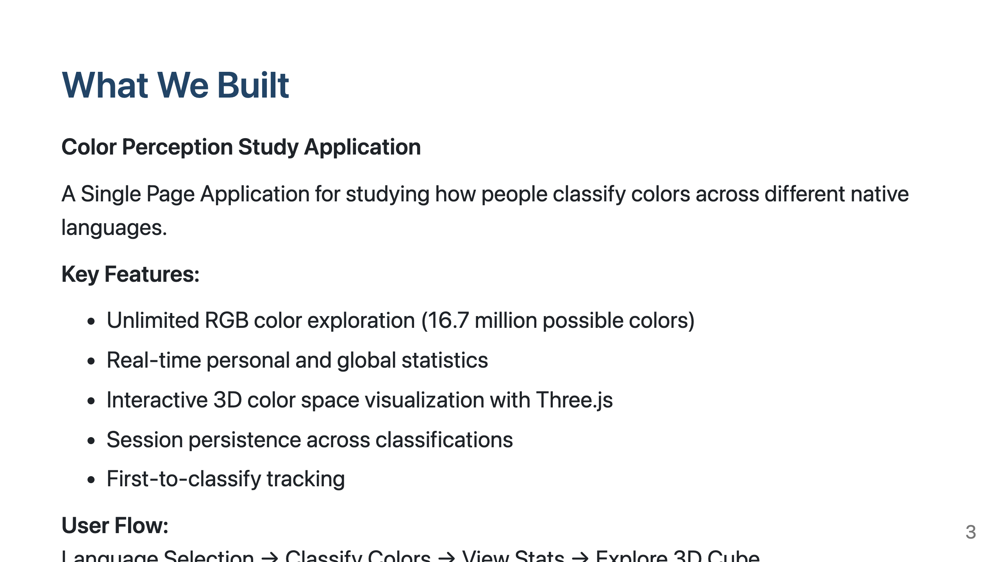 What We Built
Color Perception Study Application
A Single Page Application for studying how people classify colors across different native
languages.
Key Features:
• Unlimited RGB color exploration (16.7 million possible colors)
• Real-time personal and global statistics
• Interactive 3D color space visualization with Three.js
• Session persistence across classifications
• First-to-classify tracking
User Flow:
Language Selection → Classify Colors → View Stats → Explore 3D Cube
3